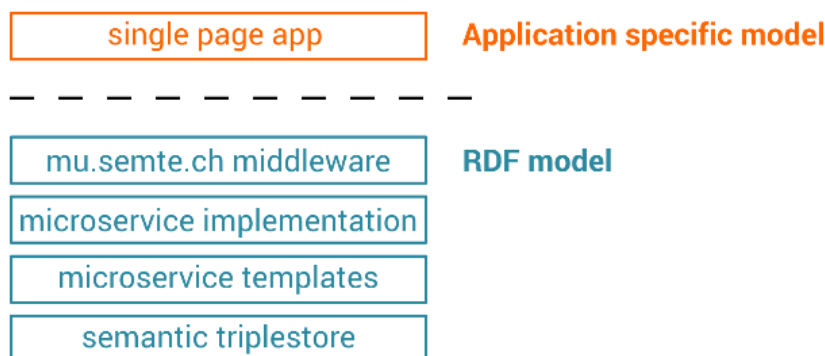 single page app Application specific model
mu.semte.ch middleware RDF model
microservice implementation
microservice templates
semantic triplestore